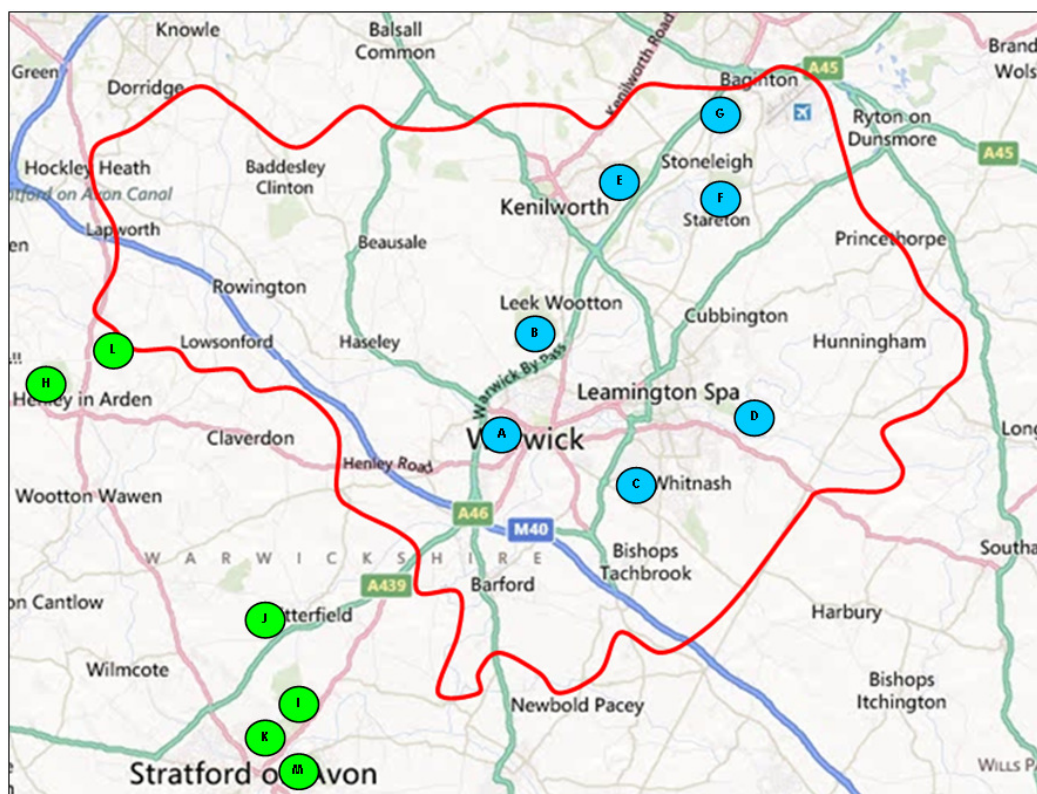 Knowle
Balsall
Common
Kenilworth Road
Brand
Wols
Green
Dorridge
Baginton
A45
G
Ryton on
Dunsmore
A45
Hockley Heath
Baddesley
Clinton
Stoneleigh
E
F
Kenilworth
Stareton
tford on Avon Canal
Lapworth
Beausale
Princethorpe
Rowington
Leek Wootton
B
Cubbington
Hunningham
L
Lowsonford
Haseley
Warwick By Pass
H
Henley in Arden
Leamington Spa
D
A
Warwick
Claverdon
Henley Road
Long
C
Whitnash
Wootton Wawen
A46
M40
WARWICKSHIRE
Bishops
Tachbrook
Southa
A439
Barford
on Cantlow
J
tterfield
Harbury
Wilmcote
Bishops
Itchington
I
Newbold Pacey
K
M
Stratford o Avon
WILLS PA